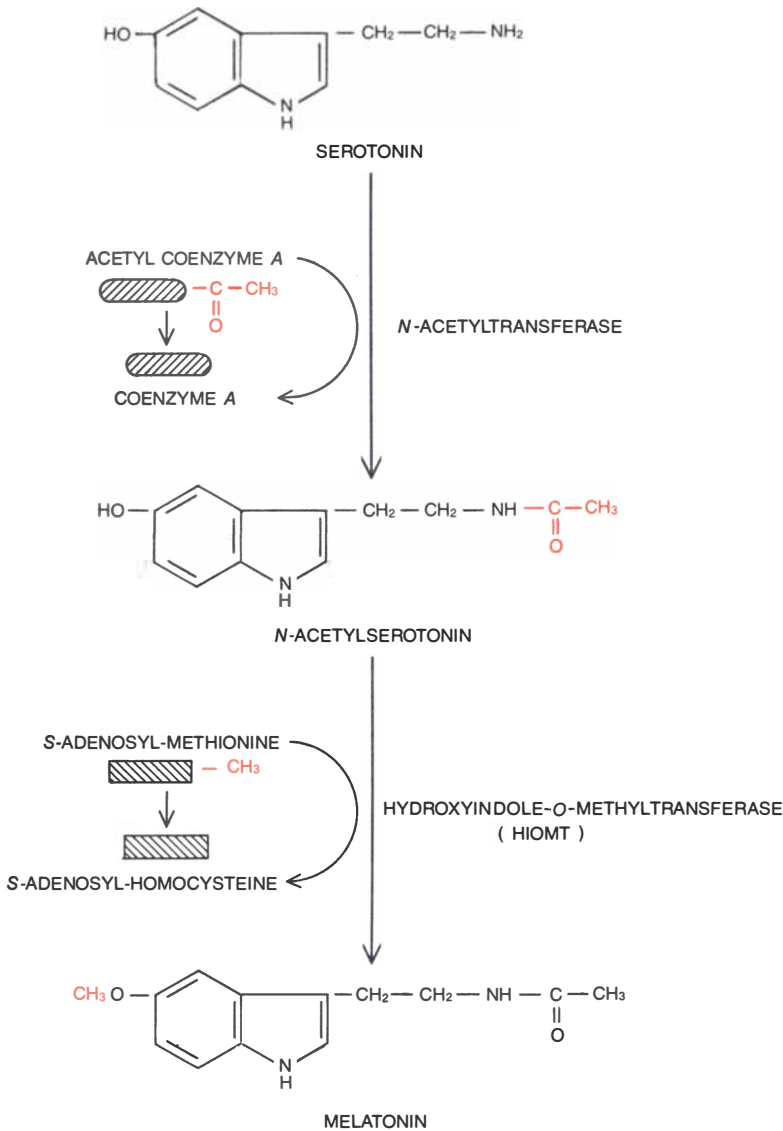 HO— —CH₂—CH₂—NH₂
N
H
SEROTONIN
ACETYL COENZYME A
—C—CH₃
O
N-ACETYLTRANSFERASE
COENZYME A
HO— —CH₂—CH₂—NH—C—CH₃
O
N
H
N-ACETYLSEROTONIN
S-ADENOSYL-METHIONINE
—CH₃
HYDROXYINDOLE-O-METHYLTRANSFERASE
( HIOMT )
S-ADENOSYL-HOMOCYSTEINE
CH₃ O— —CH₂—CH₂—NH—C—CH₃
O
N
H
MELATONIN